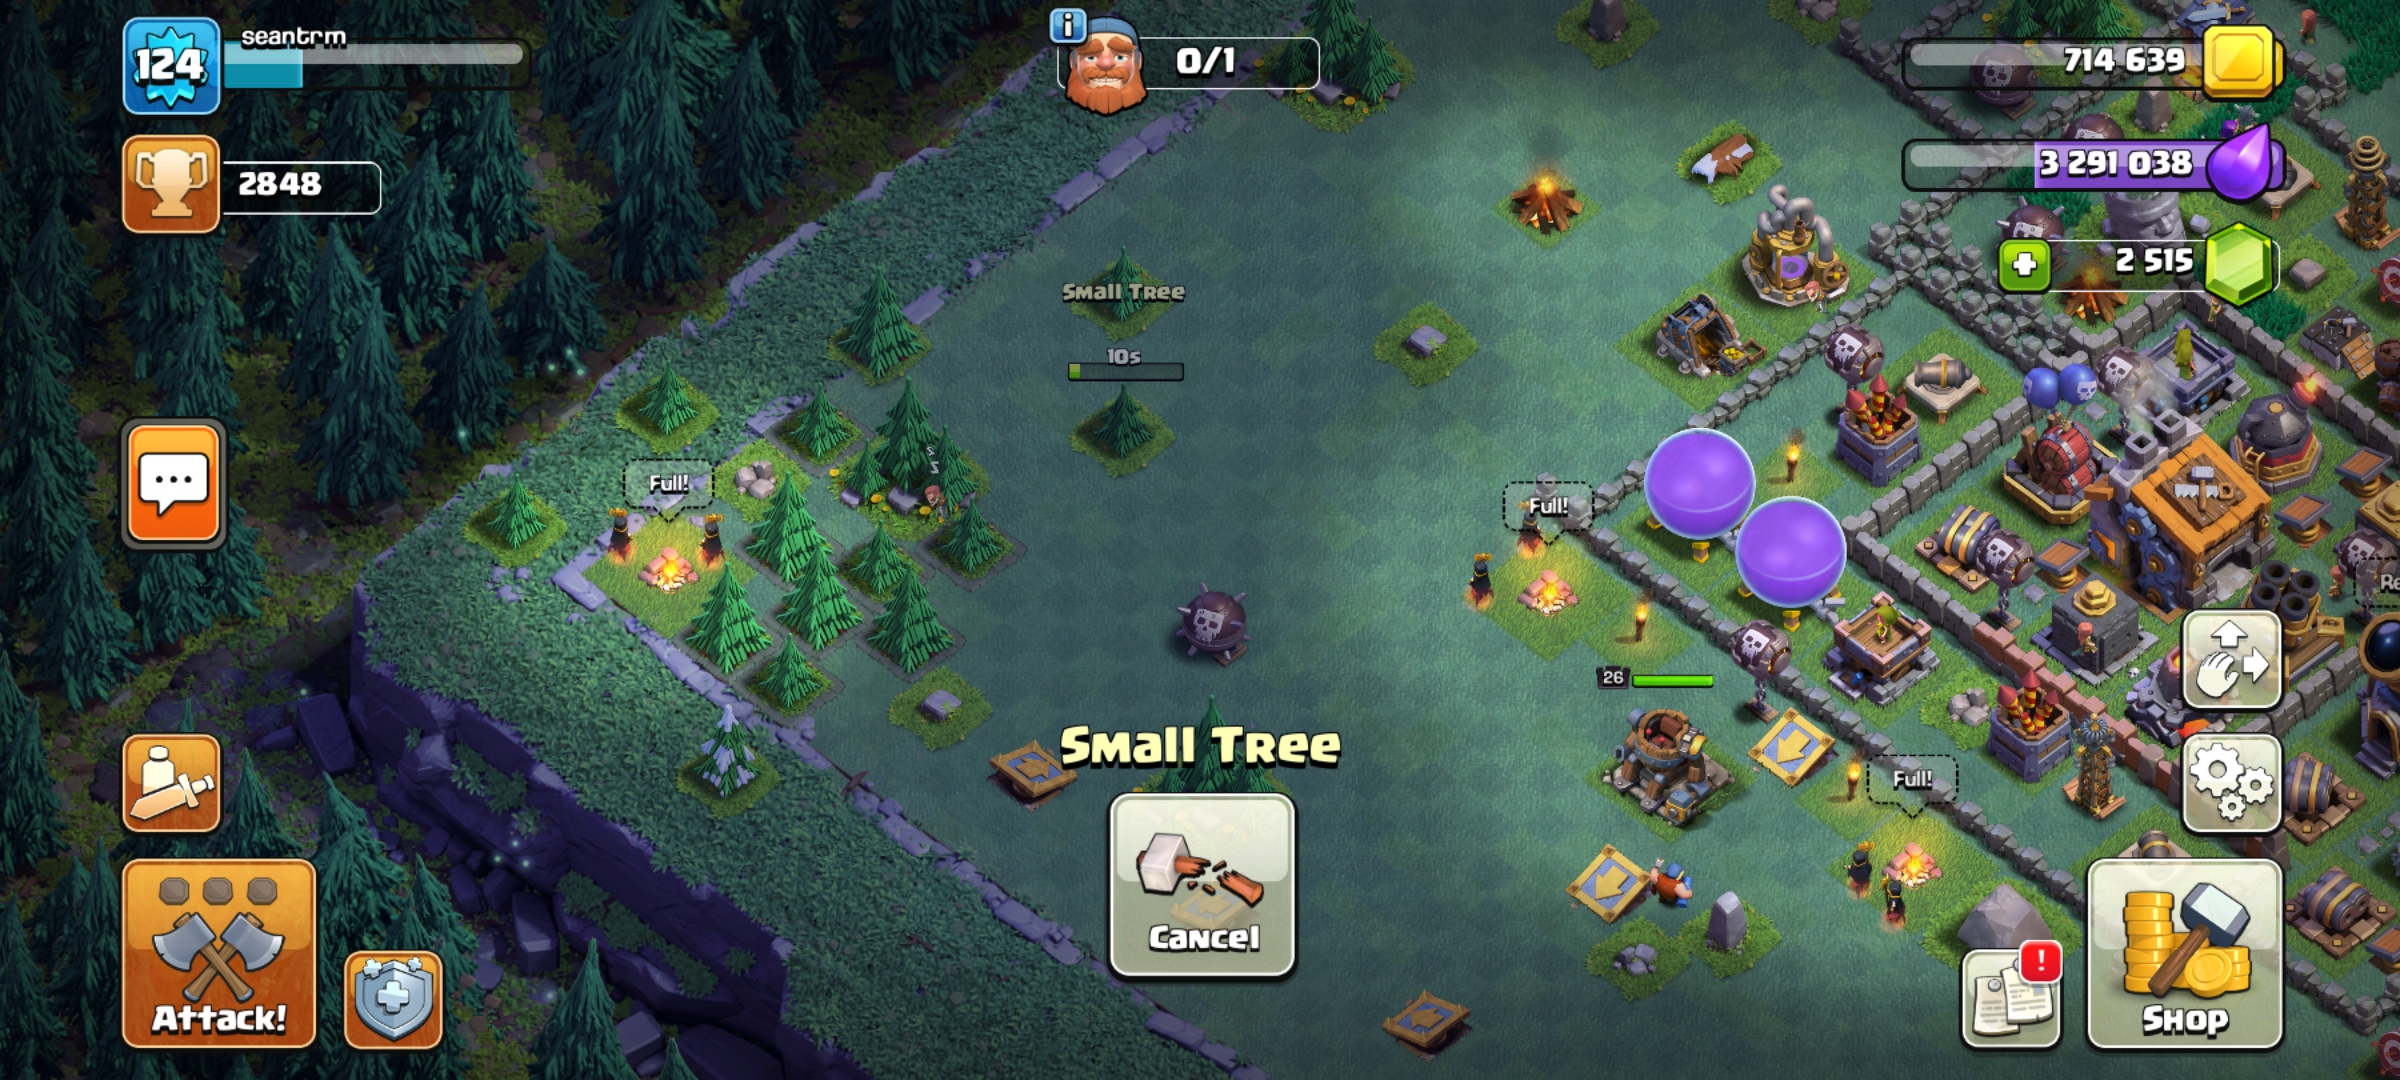 124
seantrm
0/1
714 639
2848
3 291 038
2 515
Small Tree
10s
Full!
Full!
26
Small Tree
Full!
Cancel
Attack!
!
Shop